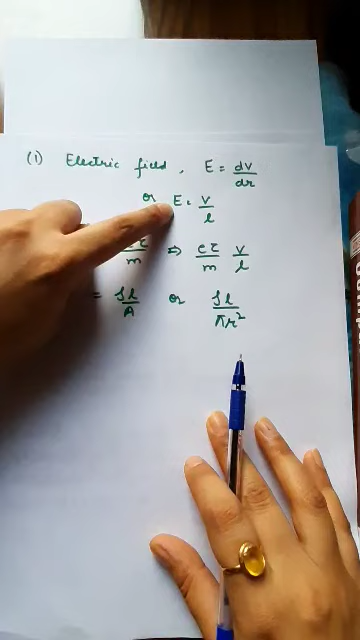 (1) Electric field, E = dv/dr
or E = v/l
τ/m ⇒ eτ/m v/l
= ρl/A or ρl/πr²